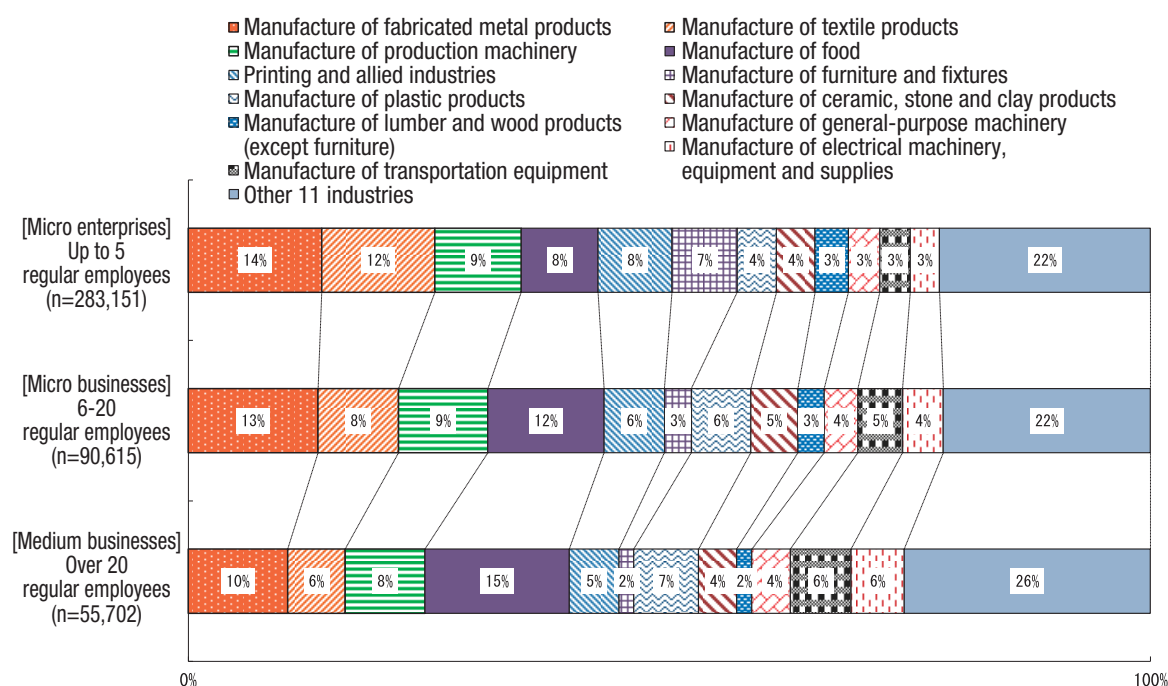 Manufacture of fabricated metal products
Manufacture of textile products
Manufacture of production machinery
Manufacture of food
Printing and allied industries
Manufacture of furniture and fixtures
Manufacture of plastic products
Manufacture of ceramic, stone and clay products
Manufacture of lumber and wood products
(except furniture)
Manufacture of general-purpose machinery
Manufacture of electrical machinery,
equipment and supplies
Manufacture of transportation equipment
Other 11 industries
[Micro enterprises]
Up to 5
regular employees
(n=283,151)
14% 12% 9% 8% 8% 7% 4% 4% 3% 3% 3% 3% 22%
[Micro businesses]
6-20
regular employees
(n=90,615)
13% 8% 9% 12% 6% 3% 6% 5% 3% 4% 5% 4% 22%
[Medium businesses]
Over 20
regular employees
(n=55,702)
10% 6% 8% 15% 5% 2% 7% 4% 2% 4% 6% 6% 26%
0% 100%